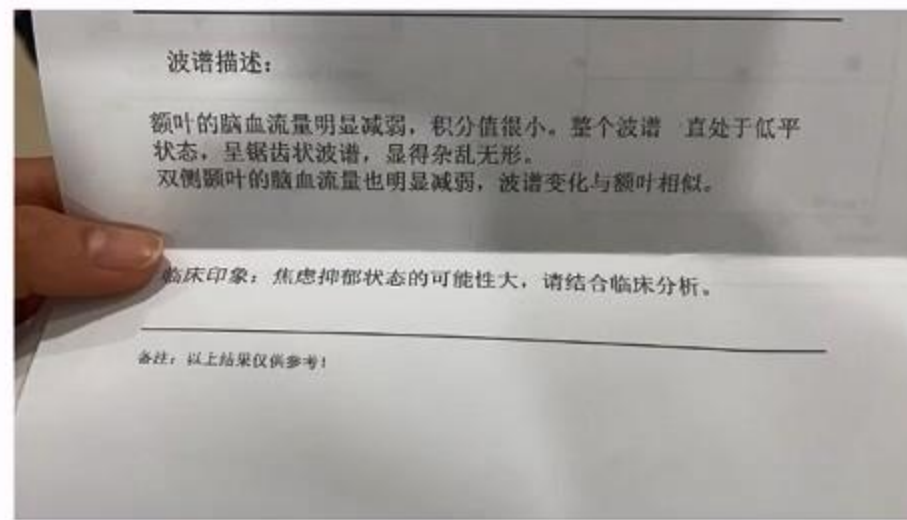 波谱描述：
额叶的脑血流量明显减弱，积分值很小。整个波谱 直处于低平
状态，呈锯齿状波谱，显得杂乱无形。
双侧颞叶的脑血流量也明显减弱，波谱变化与额叶相似。
临床印象：焦虑抑郁状态的可能性大，请结合临床分析。
备注：以上结果仅供参考！